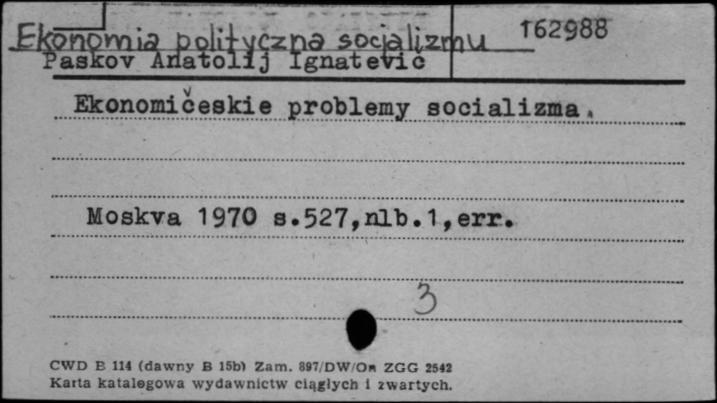 Ekonomia polityczna socjalizmu
162988
Paskov Anatolij Ignatevič
Ekonomičeskie problemy socializma.
Moskva 1970 s.527,nlb.1,err.
3
CWD B 114 (dawny B 15b) Zam. 897/DW/On ZGG 2542
Karta katalogowa wydawnictw ciągłych i zwartych.